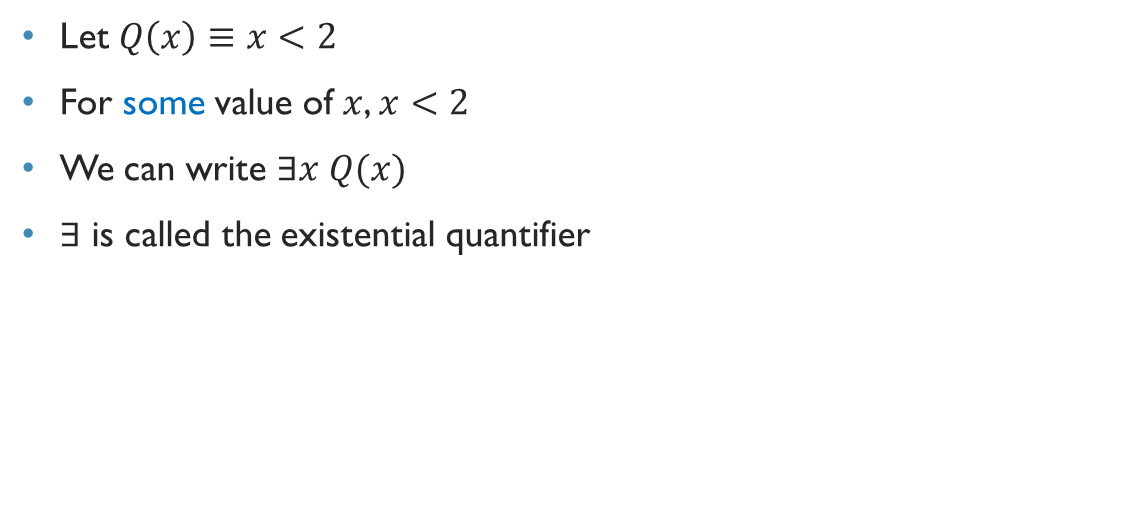 • Let 𝑄(𝑥) ≡ 𝑥 < 2
• For some value of 𝑥, 𝑥 < 2
• We can write ∃𝑥 𝑄(𝑥)
• ∃ is called the existential quantifier